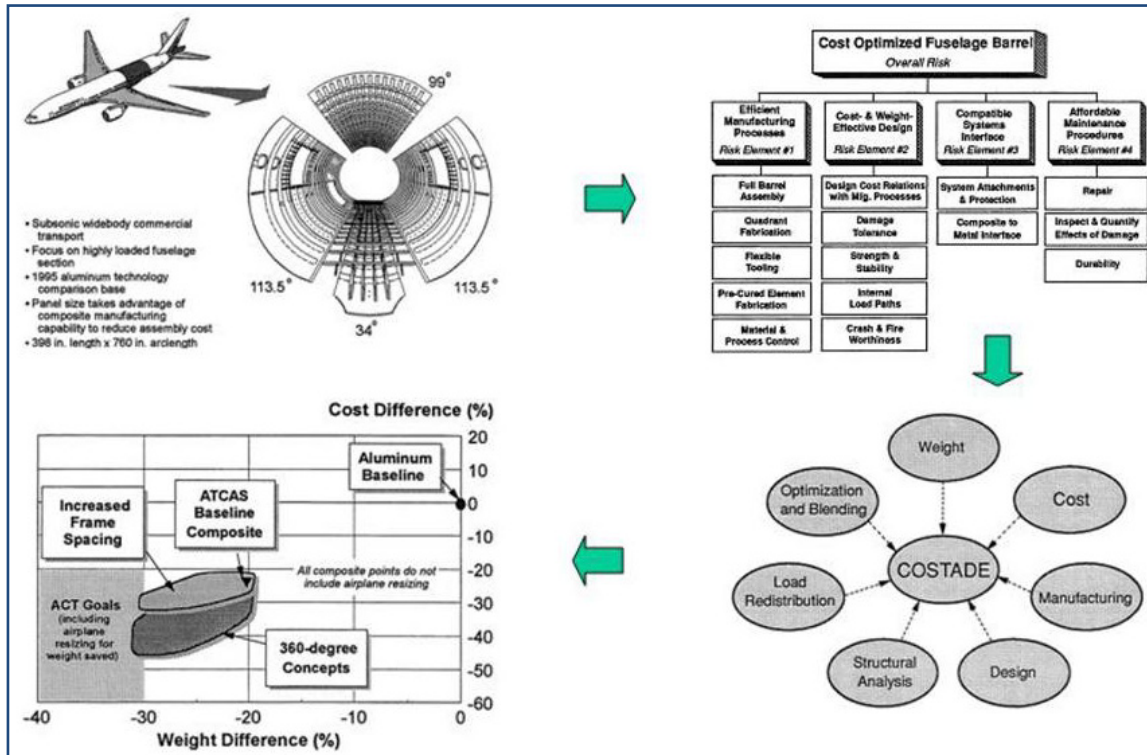 99°
113.5°
113.5°
34°
• Subsonic widebody commercial
transport
• Focus on highly loaded fuselage
section
• 1995 aluminum technology
comparison base
• Panel size takes advantage of
composite manufacturing
capability to reduce assembly cost
• 398 in. length x 760 in. arclength
Cost Optimized Fuselage Barrel
Overall Risk
Efficient
Manufacturing
Processes
Risk Element #1
Cost- & Weight-
Effective Design
Risk Element #2
Compatible
Systems
Interface
Risk Element #3
Affordable
Maintenance
Procedures
Risk Element #4
Full Barrel
Assembly
Quadrant
Fabrication
Flexible
Tooling
Pre-Cured Element
Fabrication
Material &
Process Control
Design Cost Relations
with Mfg. Processes
Damage
Tolerance
Strength &
Stability
Internal
Load Paths
Crash & Fire
Worthiness
System Attachments
& Protection
Composite to
Metal Interface
Repair
Inspect & Quantify
Effects of Damage
Durability
Weight
Cost
Manufacturing
Design
Structural
Analysis
Load
Redistribution
Optimization
and Blending
COSTADE
Cost Difference (%)
20
10
0
-10
-20
-30
-40
-50
-60
Aluminum
Baseline
ATCAS
Baseline
Composite
Increased
Frame
Spacing
All composite points do not
include airplane resizing
ACT Goals
(including
airplane
resizing for
weight saved)
360-degree
Concepts
-40
-30
-20
-10
0
Weight Difference (%)